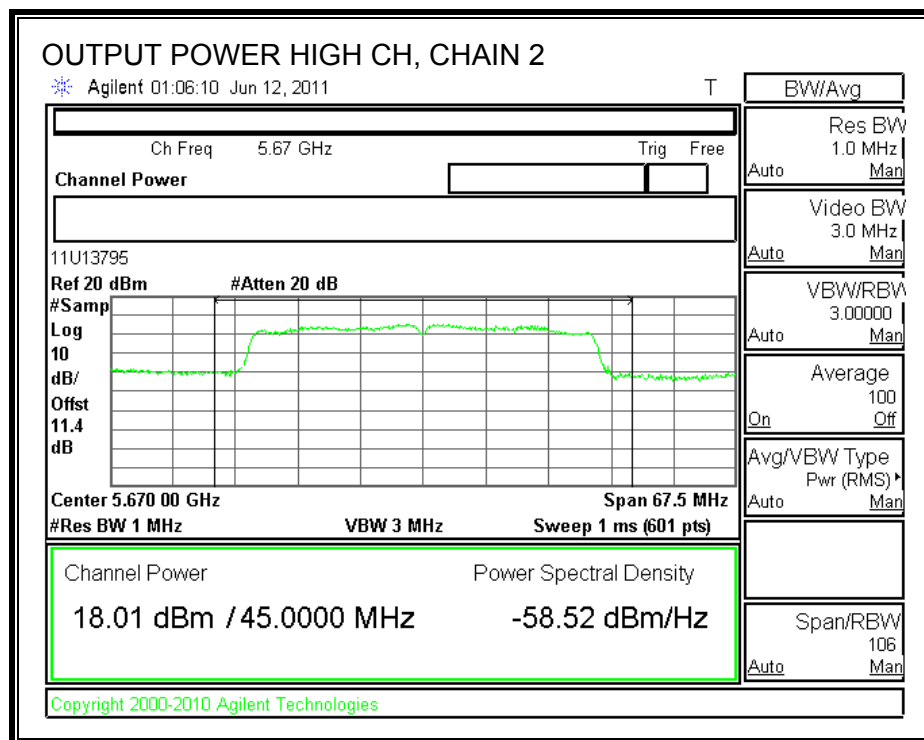 OUTPUT POWER HIGH CH, CHAIN 2
Agilent 01:06:10 Jun 12, 2011 T
Ch Freq 5.67 GHz Trig Free
Channel Power
11U13795
Ref 20 dBm #Atten 20 dB
#Samp
Log
10
dB/
Offst
11.4
dB
Center 5.670 00 GHz Span 67.5 MHz
#Res BW 1 MHz VBW 3 MHz Sweep 1 ms (601 pts)
Channel Power Power Spectral Density
18.01 dBm / 45.0000 MHz -58.52 dBm/Hz
Copyright 2000-2010 Agilent Technologies
BW/Avg
Res BW
1.0 MHz
Auto Man
Video BW
3.0 MHz
Auto Man
VBW/RBW
3.00000
Auto Man
Average
100
On Off
Avg/VBW Type
Pwr (RMS)
Auto Man
Span/RBW
106
Auto Man